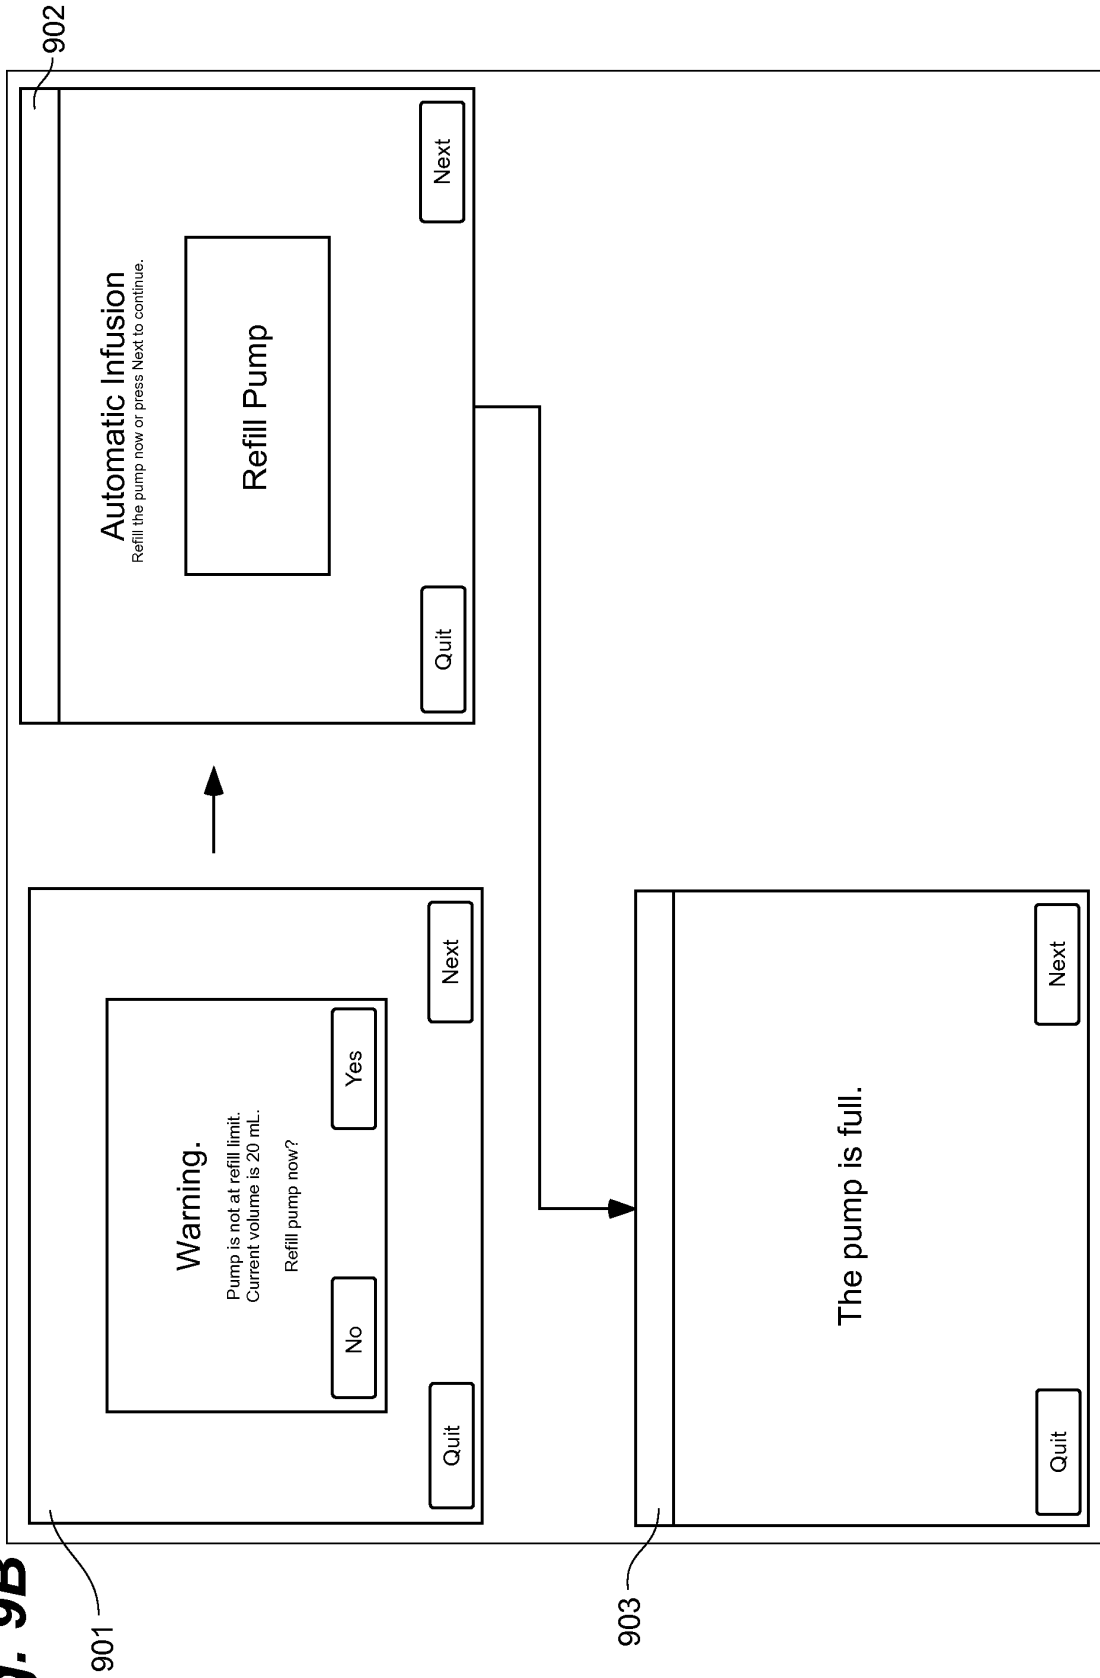 g. 9B
901
Warning.
Pump is not at refill limit.
Current volume is 20 mL.
Refill pump now?
No
Yes
Quit
Next
902
Automatic Infusion
Refill the pump now or press Next to continue.
Refill Pump
Quit
Next
903
The pump is full.
Quit
Next